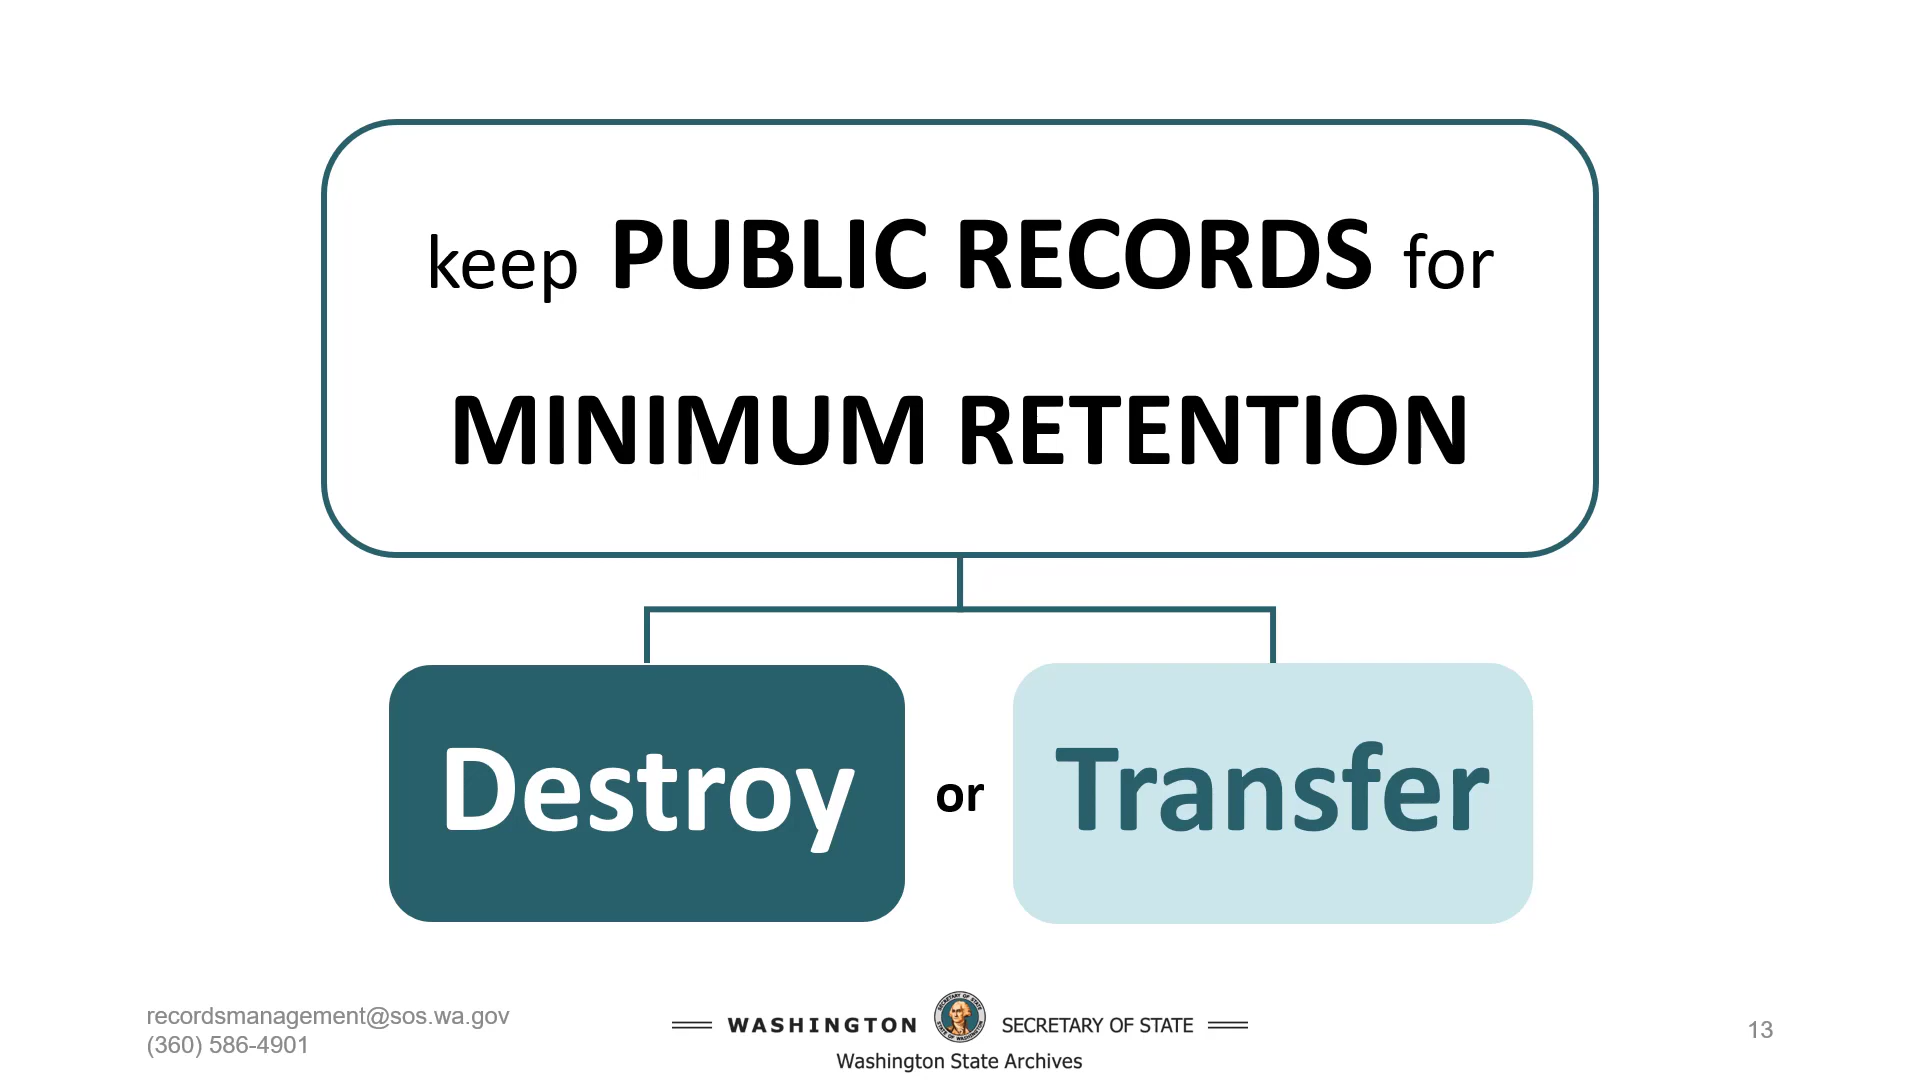 keep PUBLIC RECORDS for
MINIMUM RETENTION
Destroy or Transfer
recordsmanagement@sos.wa.gov
(360) 586-4901
WASHINGTON SECRETARY OF STATE
Washington State Archives
13